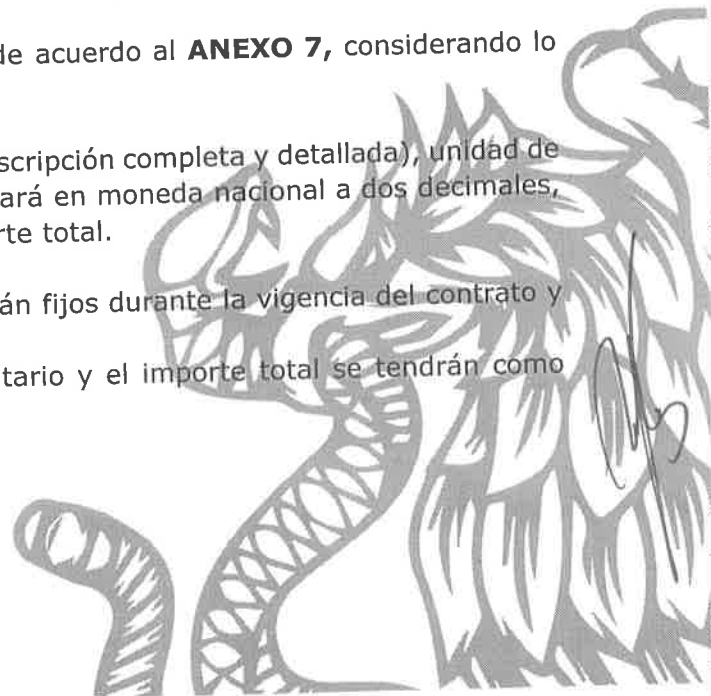 de acuerdo al ANEXO 7, considerando lo
scripción completa y detallada), unidad de
ará en moneda nacional a dos decimales,
rte total.
án fijos durante la vigencia del contrato y
tario y el importe total se tendrán como